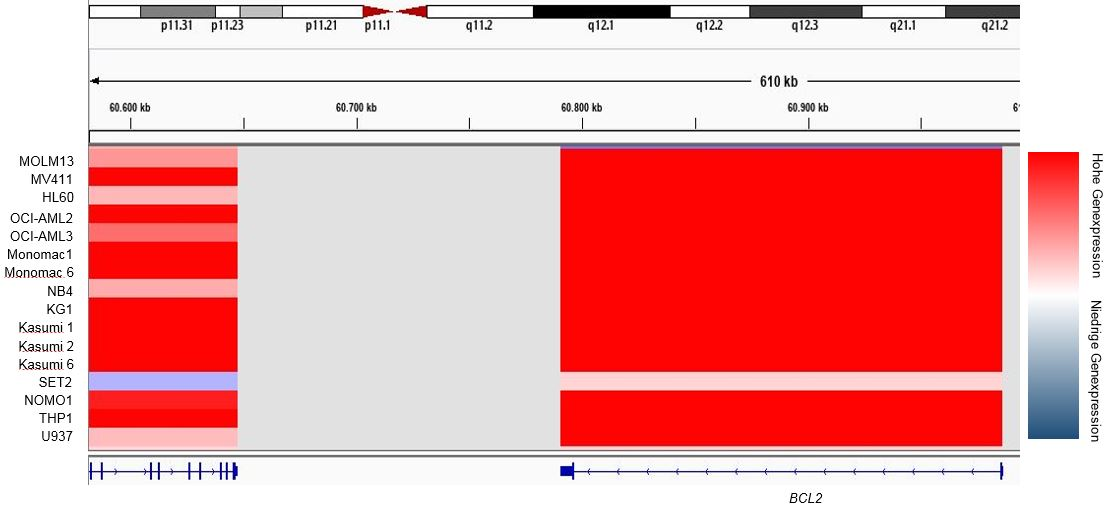 p11.31 p11.23 p11.21 p11.1 q11.2 q12.1 q12.2 q12.3 q21.1 q21.2
610 kb
60.600 kb 60.700 kb 60.800 kb 60.900 kb
MOLM13
MV411
HL60
OCI-AML2
OCI-AML3
Monomac1
Monomac 6
NB4
KG1
Kasumi 1
Kasumi 2
Kasumi 6
SET2
NOMO1
THP1
U937
BCL2
Hohe Genexpression
Niedrige Genexpression